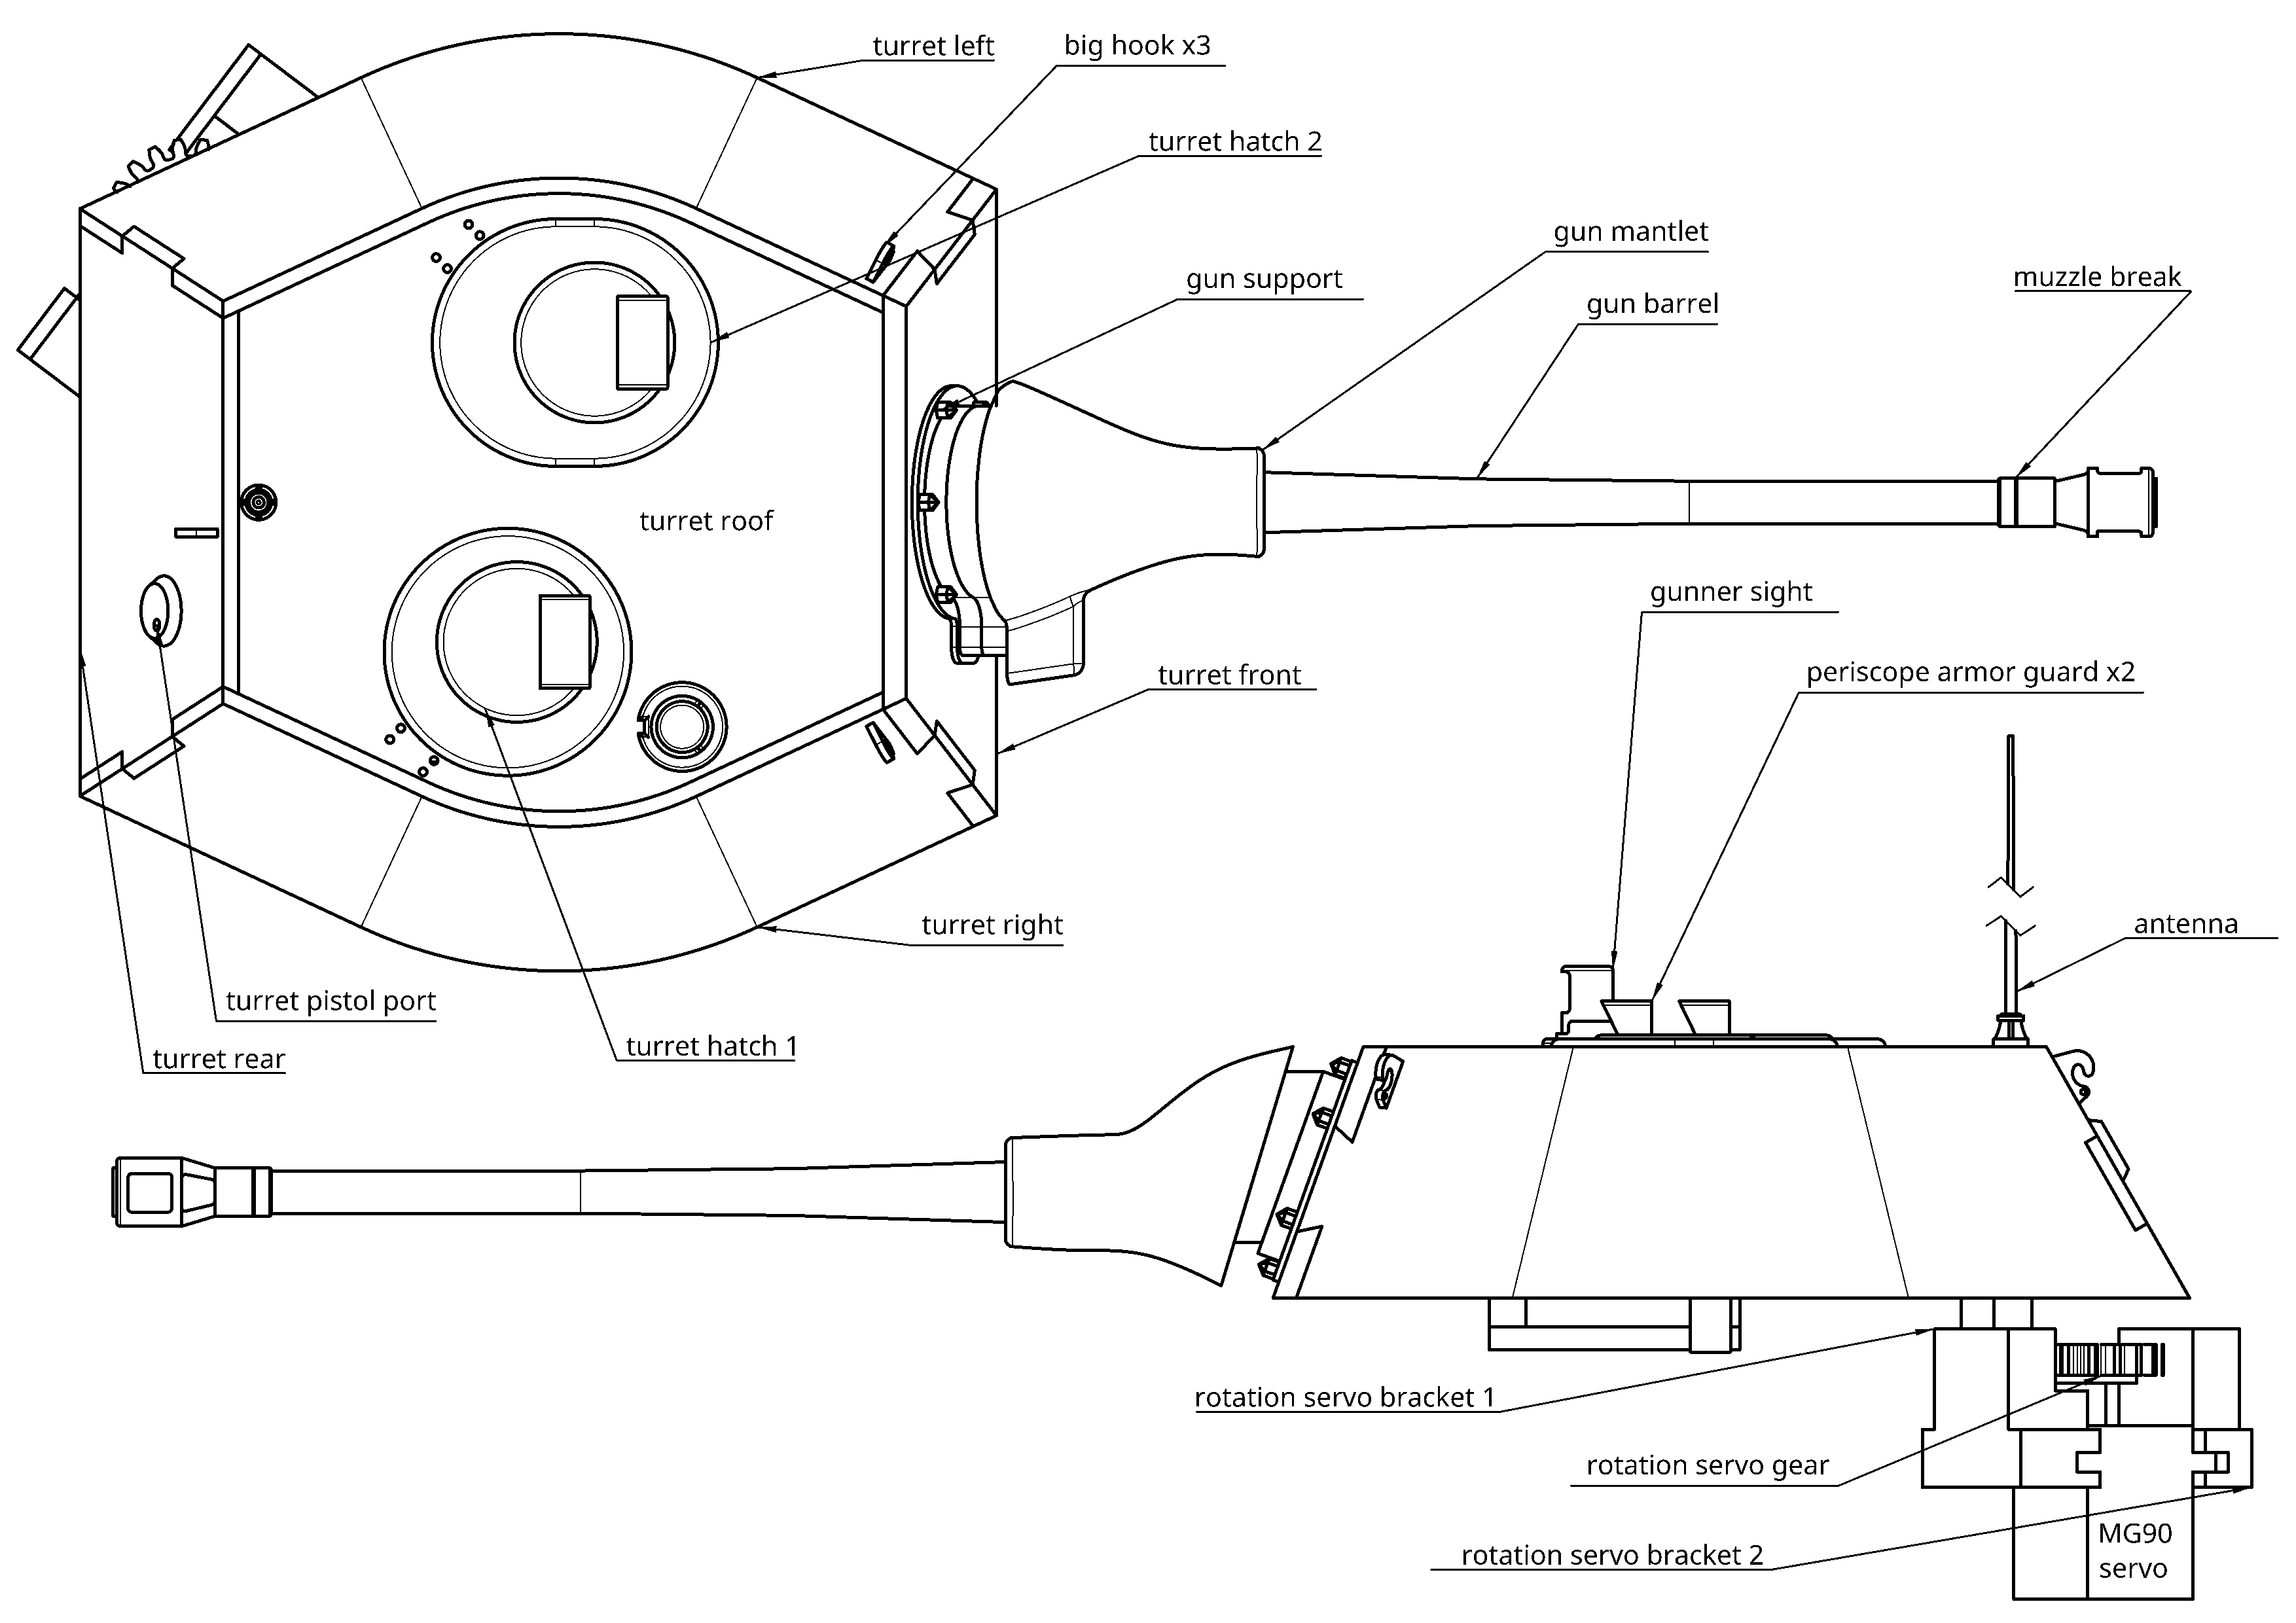 turret left
big hook x3
turret hatch 2
gun mantlet
gun support
muzzle break
gun barrel
turret roof
gunner sight
turret front
periscope armor guard x2
turret right
antenna
turret pistol port
turret hatch 1
turret rear
rotation servo bracket 1
rotation servo gear
rotation servo bracket 2
MG90
servo